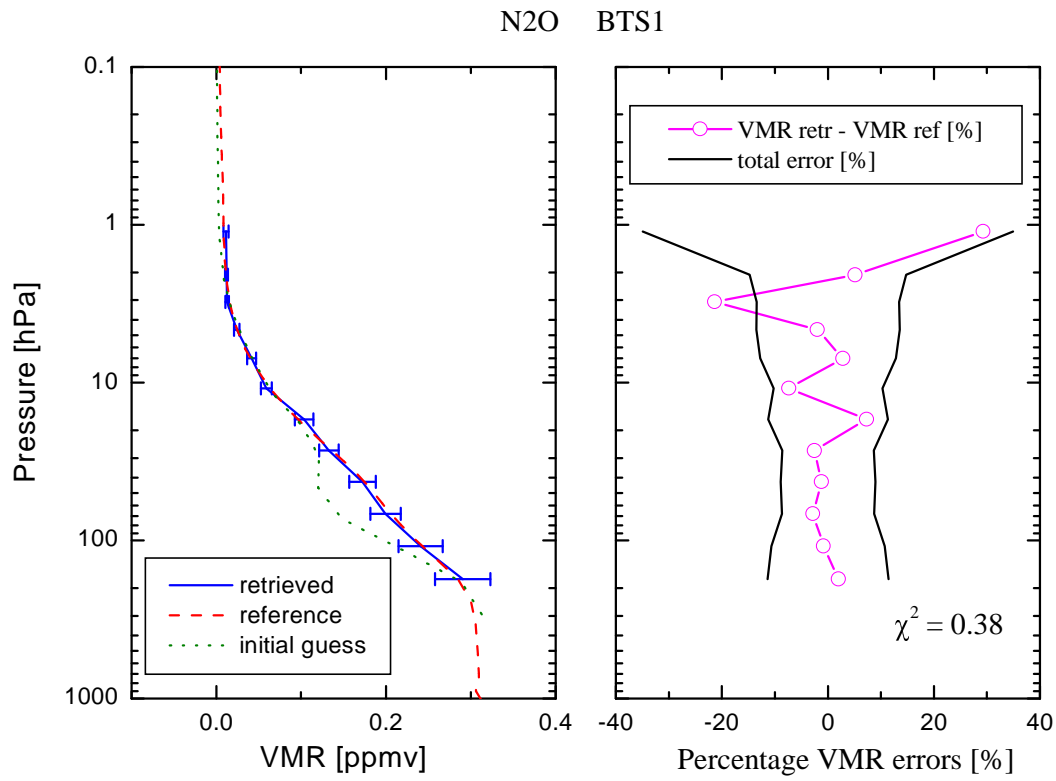 N2O BTS1
0.1
1
10
100
1000
Pressure [hPa]
0.0
0.2
0.4
VMR [ppmv]
retrieved
reference
initial guess
VMR retr - VMR ref [%]
total error [%]
χ² = 0.38
-40
-20
0
20
40
Percentage VMR errors [%]